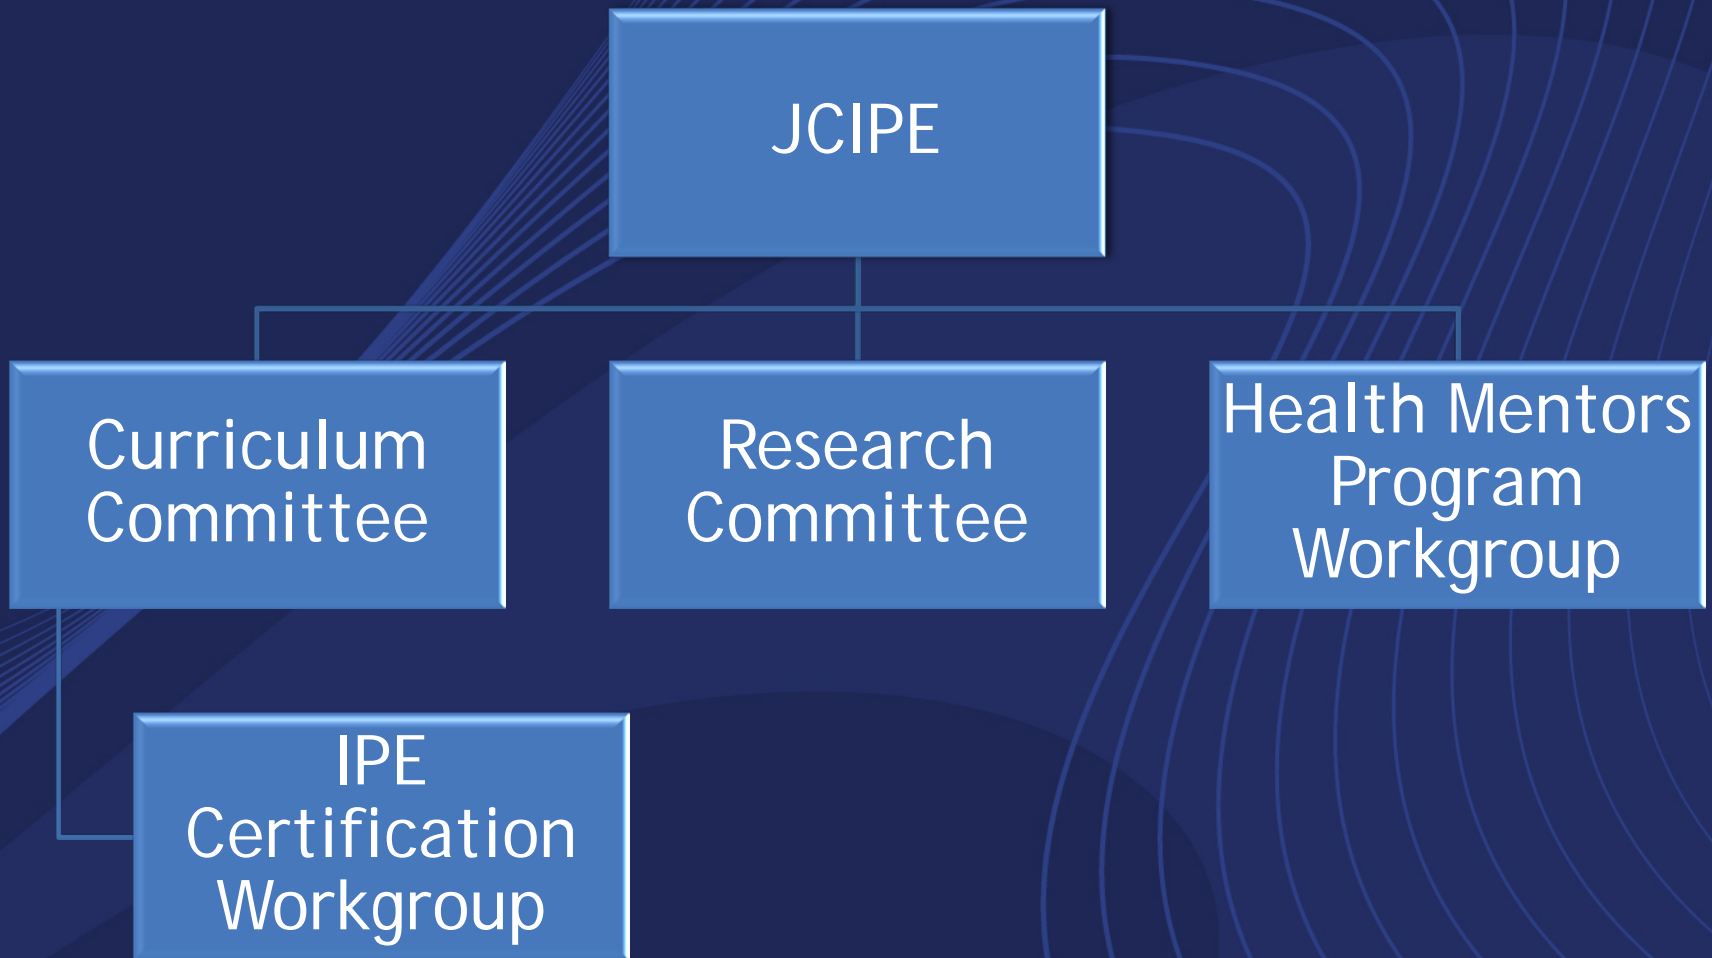 JCIPE
Curriculum
Committee
Research
Committee
Health Mentors
Program
Workgroup
IPE
Certification
Workgroup